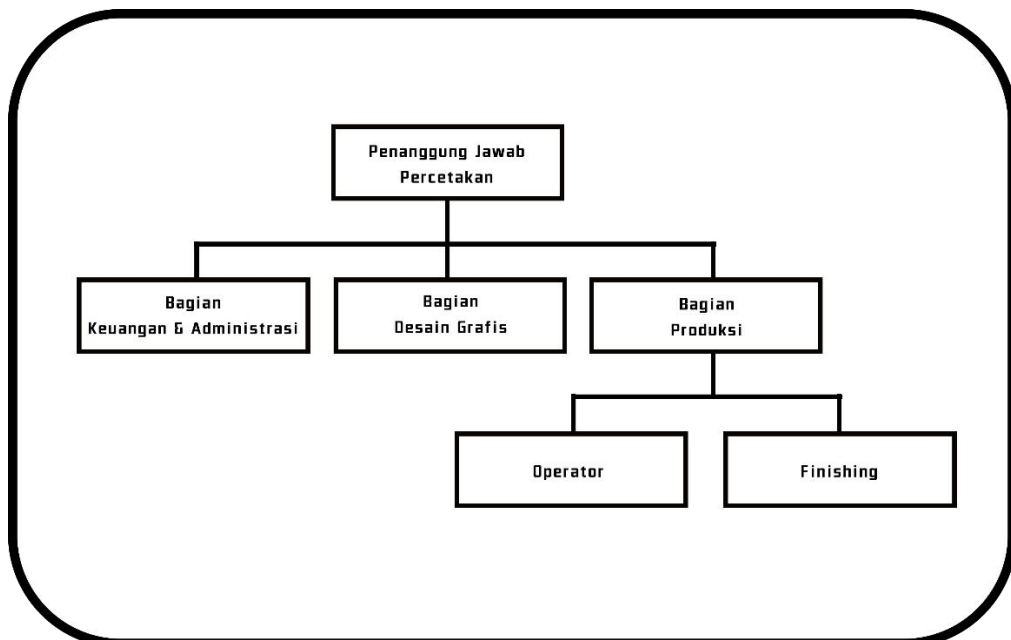 Penanggung Jawab
Percetakan
Bagian
Keuangan & Administrasi
Bagian
Desain Grafis
Bagian
Produksi
Operator
Finishing